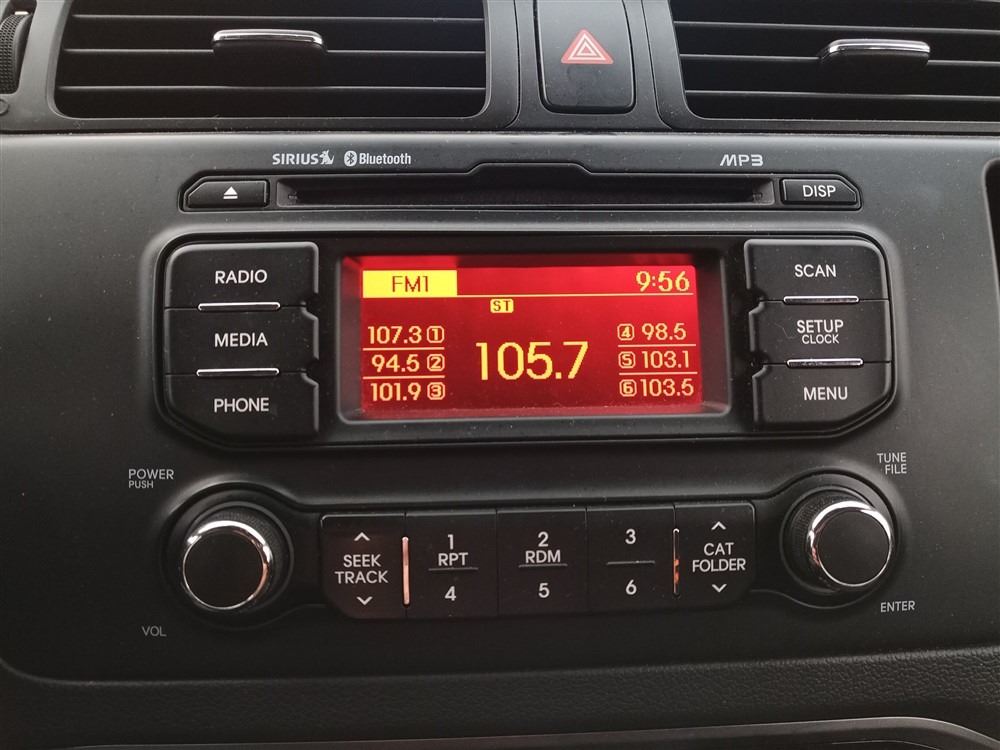 SIRIUS Bluetooth MP3
DISP
RADIO
MEDIA
PHONE
FM1 9:56
ST
107.3 1
94.5 2
101.9 3
105.7
4 98.5
5 103.1
6 103.5
SCAN
SETUP
CLOCK
MENU
POWER
PUSH
VOL
SEEK
TRACK
1
RPT
4
2
RDM
5
3
6
CAT
FOLDER
TUNE
FILE
ENTER